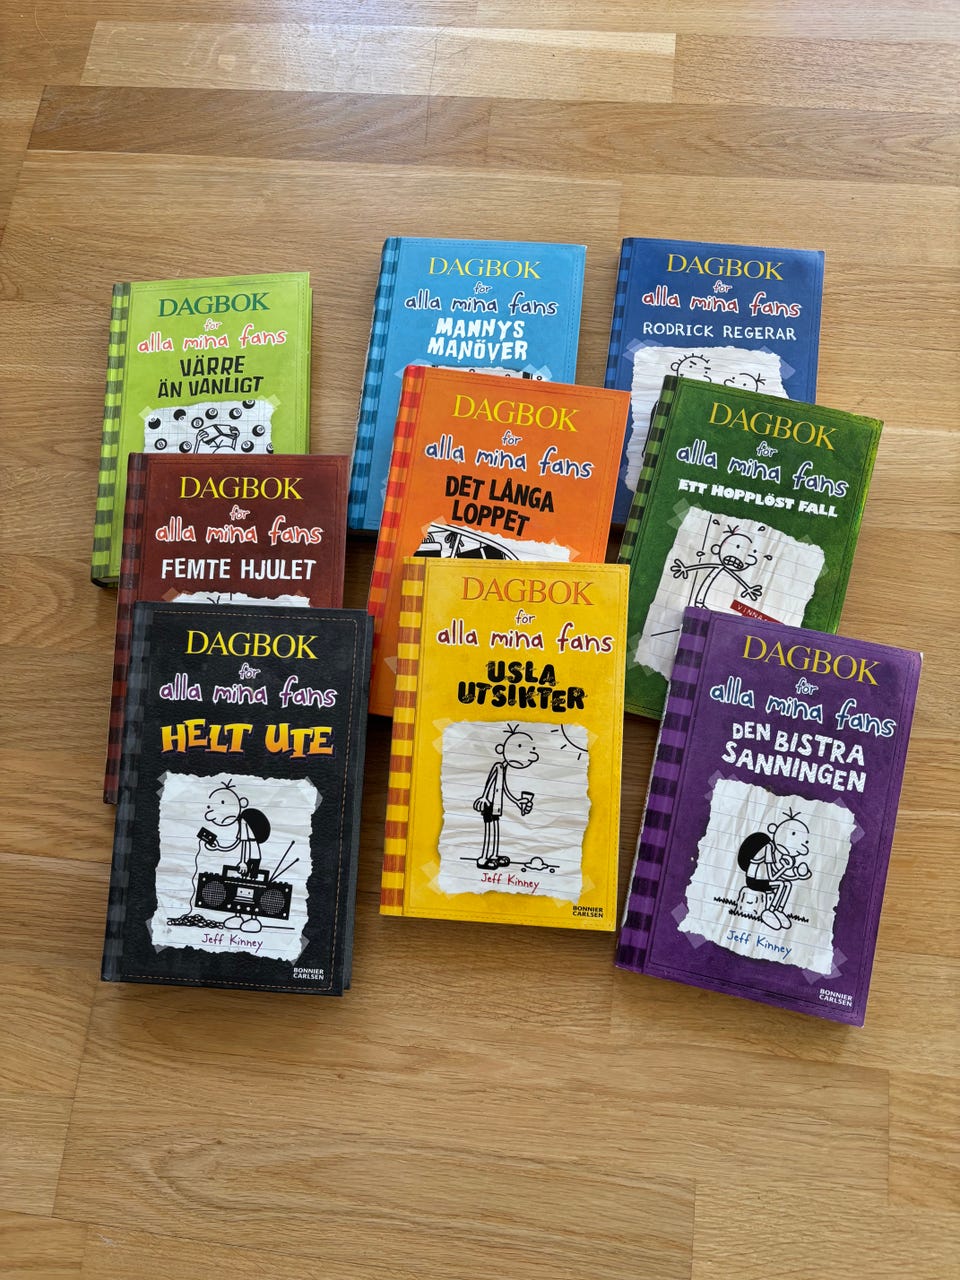 DAGBOK
för
alla mina fans
VÄRRE
ÄN VANLIGT
DAGBOK
för
alla mina fans
MANNYS
MANÖVER
DAGBOK
för
alla mina fans
RODRICK REGERAR
DAGBOK
för
alla mina fans
FEMTE HJULET
DAGBOK
för
alla mina fans
DET LÅNGA
LOPPET
DAGBOK
för
alla mina fans
ETT HOPPLÖST FALL
DAGBOK
för
alla mina fans
HELT UTE
Jeff Kinney
BONNIER
CARLSEN
DAGBOK
för
alla mina fans
USLA
UTSIKTER
Jeff Kinney
BONNIER
CARLSEN
DAGBOK
för
alla mina fans
DEN BISTRA
SANNINGEN
Jeff Kinney
BONNIER
CARLSEN